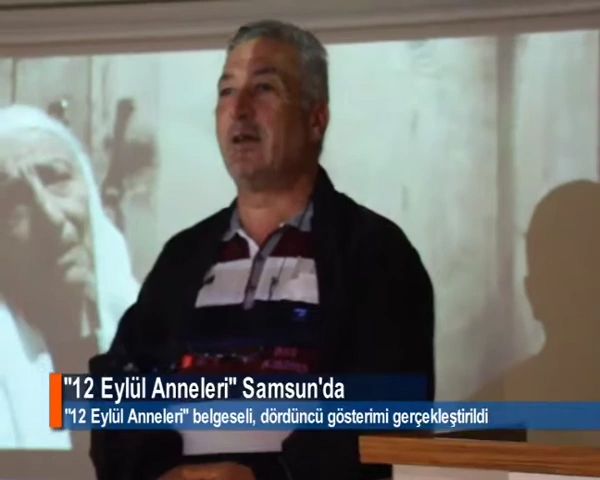 "12 Eylül Anneleri" Samsun'da
"12 Eylül Anneleri" belgeseli, dördüncü gösterimi gerçekleştirildi